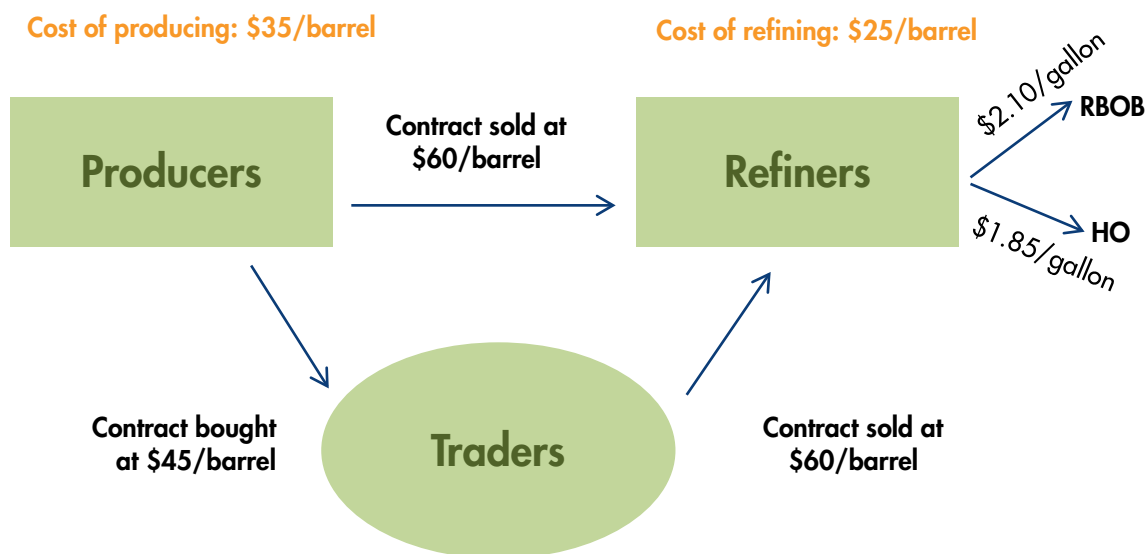 Cost of producing: $35/barrel
Cost of refining: $25/barrel
Producers
Contract sold at
$60/barrel
Refiners
$2.10/gallon
RBOB
$1.85/gallon
HO
Contract bought
at $45/barrel
Traders
Contract sold at
$60/barrel